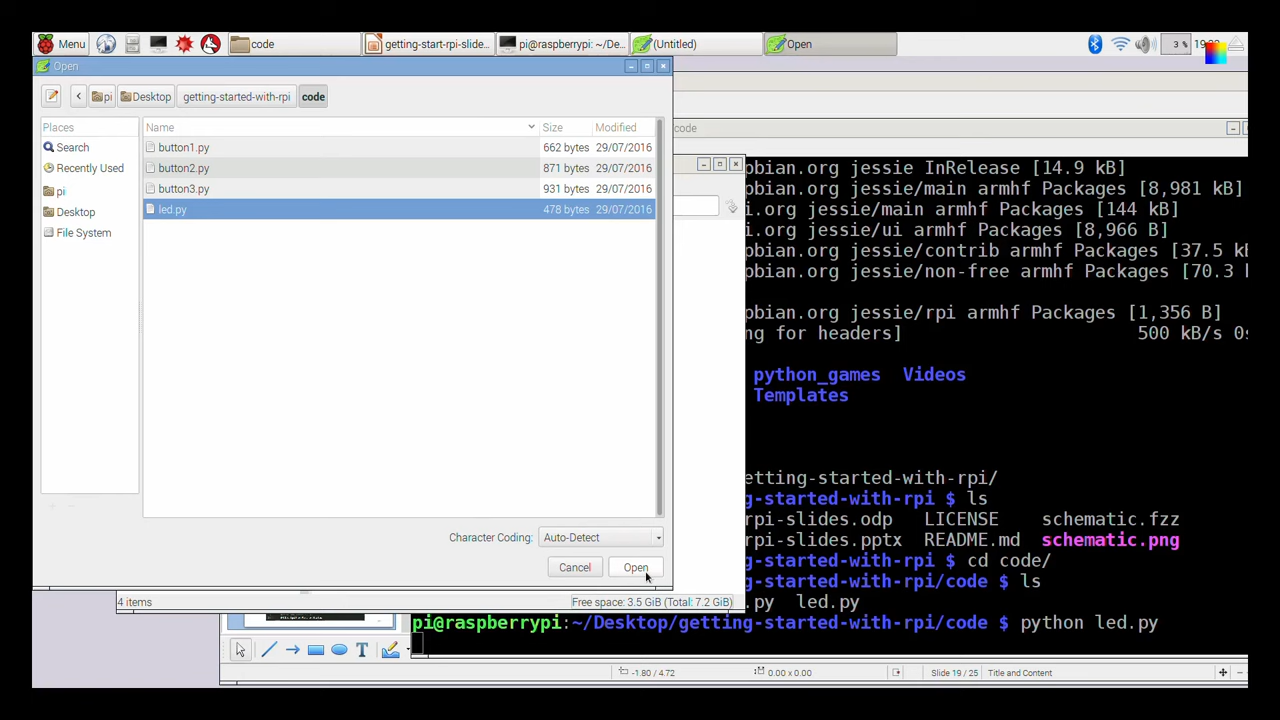 Menu
code
getting-start-rpi-slide...
pi@raspberrypi: ~/De...
(Untitled)
Open
3 %
Open
pi
Desktop
getting-started-with-rpi
code
Places
Search
Recently Used
pi
Desktop
File System
Name
Size
Modified
button1.py
662 bytes
29/07/2016
button2.py
871 bytes
29/07/2016
button3.py
931 bytes
29/07/2016
led.py
478 bytes
29/07/2016
Character Coding:
Auto-Detect
Cancel
Open
4 items
Free space: 3.5 GiB (Total: 7.2 GiB)
code
pbian.org jessie InRelease [14.9 kB]
pbian.org jessie/main armhf Packages [8,981 kB]
i.org jessie/main armhf Packages [144 kB]
i.org jessie/ui armhf Packages [8,966 B]
pbian.org jessie/contrib armhf Packages [37.5 k
pbian.org jessie/non-free armhf Packages [70.3
pbian.org jessie/rpi armhf Packages [1,356 B]
ng for headers] 500 kB/s 0s
python_games Videos
Templates
etting-started-with-rpi/
g-started-with-rpi $ ls
rpi-slides.odp LICENSE schematic.fzz
rpi-slides.pptx README.md schematic.png
g-started-with-rpi $ cd code/
g-started-with-rpi/code $ ls
.py led.py
pi@raspberrypi:~/Desktop/getting-started-with-rpi/code $ python led.py
-1.80 / 4.72
0.00 x 0.00
Slide 19 / 25
Title and Content